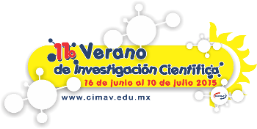 11º Verano
de Investigación Científica
16 de junio al 10 de julio 2015
www.cimav.edu.mx